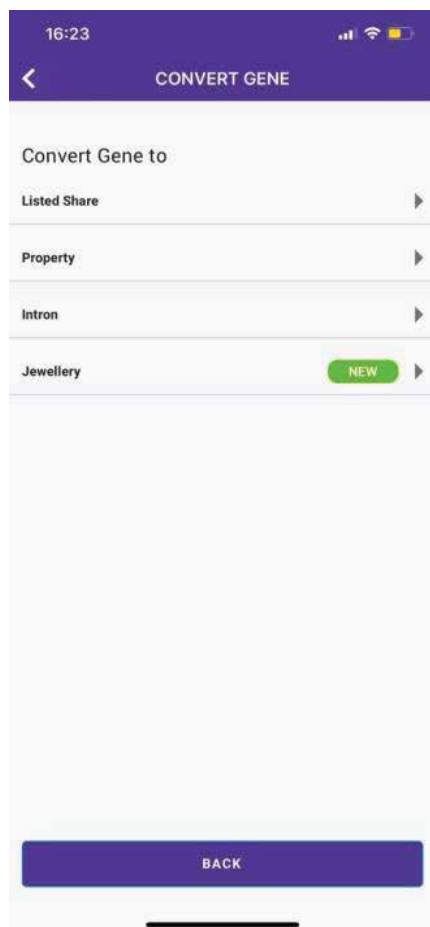 16:23
CONVERT GENE
Convert Gene to
Listed Share
Property
Intron
Jewellery NEW
BACK